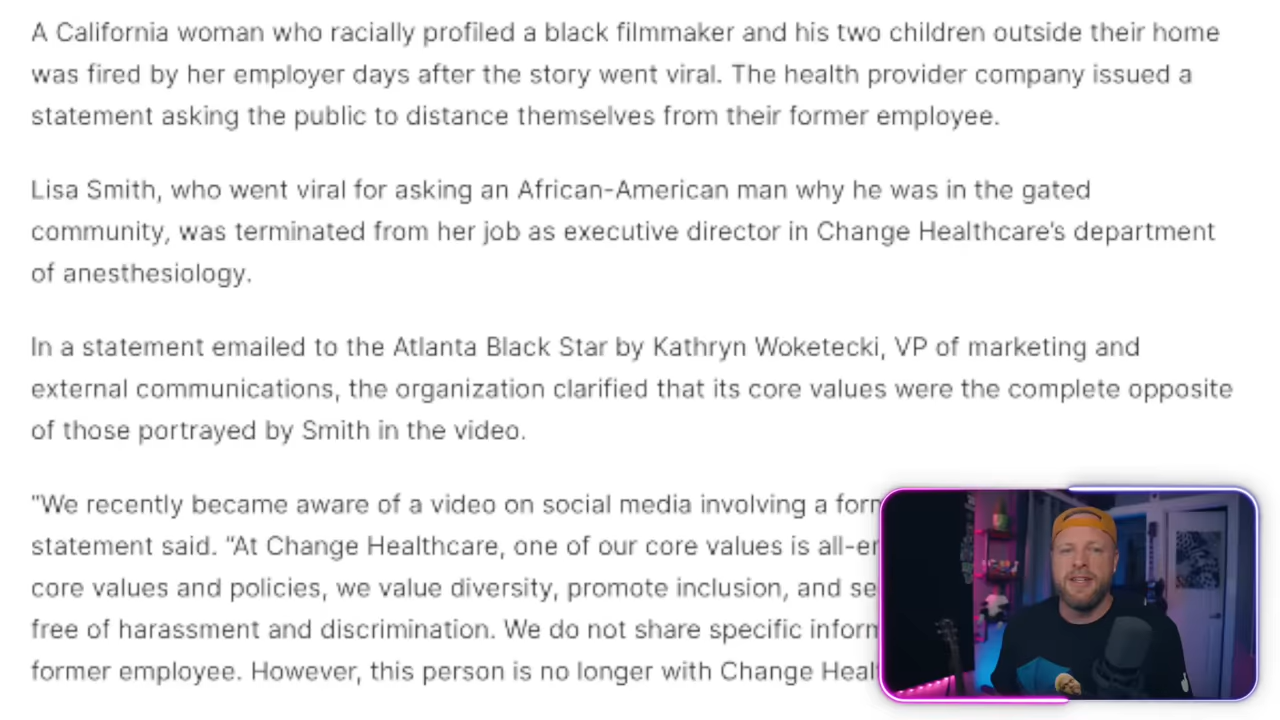 A California woman who racially profiled a black filmmaker and his two children outside their home
was fired by her employer days after the story went viral. The health provider company issued a
statement asking the public to distance themselves from their former employee.
Lisa Smith, who went viral for asking an African-American man why he was in the gated
community, was terminated from her job as executive director in Change Healthcare's department
of anesthesiology.
In a statement emailed to the Atlanta Black Star by Kathryn Woketecki, VP of marketing and
external communications, the organization clarified that its core values were the complete opposite
of those portrayed by Smith in the video.
"We recently became aware of a video on social media involving a
statement said. "At Change Healthcare, one of our core values is
core values and policies, we value diversity, promote inclusion, and
free of harassment and discrimination. We do not share specific
former employee. However, this person is no longer with Change